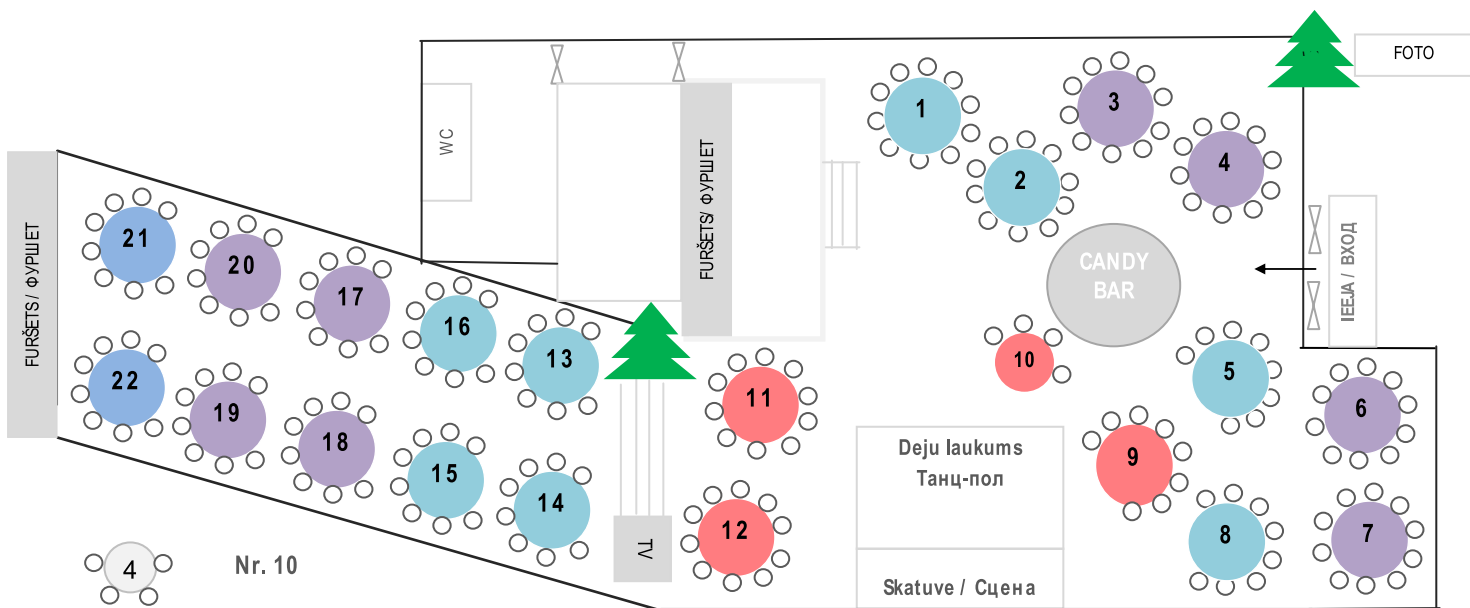 FOTO
1
3
4
2
WC
FURŠETS/ ФУРШЕТ
FURŠETS / ФУРШЕТ
21
20
17
16
13
CANDY
BAR
IEEJA / ВХОД
10
5
22
19
18
15
14
11
6
Deju laukums
Танц-пол
9
12
8
7
TV
4
Nr. 10
Skatuve / Сцена